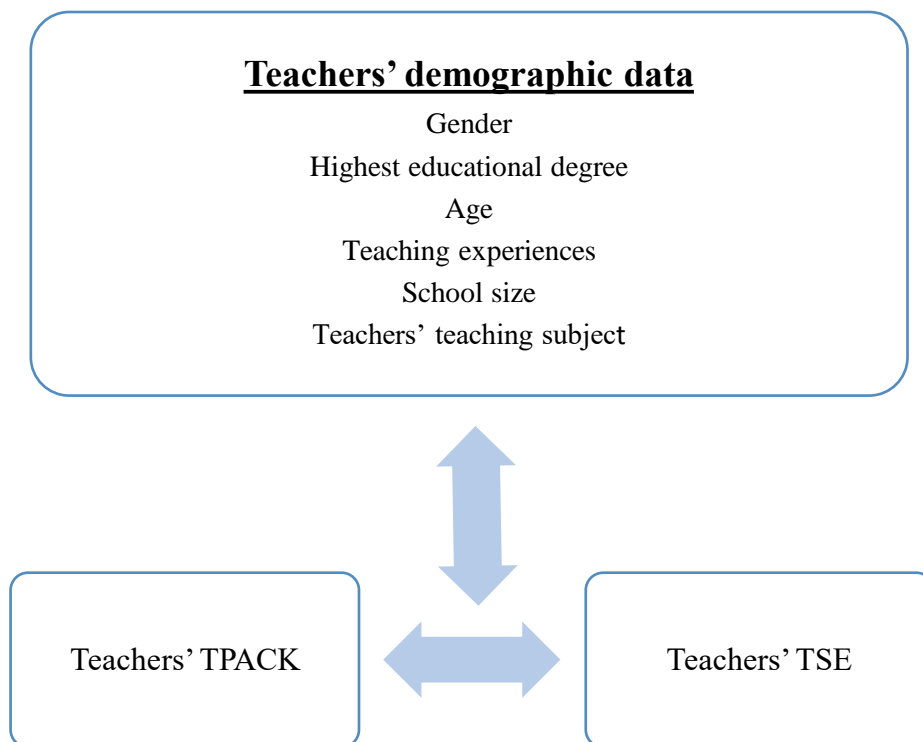 Teachers’ demographic data
Gender
Highest educational degree
Age
Teaching experiences
School size
Teachers’ teaching subject
Teachers’ TPACK
Teachers’ TSE